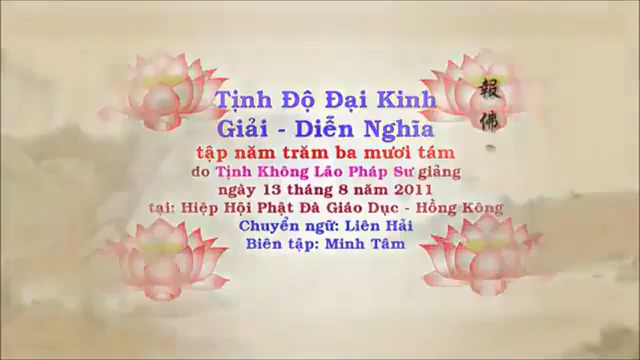 Tịnh Độ Đại Kinh
Giải - Diễn Nghĩa
tập năm trăm ba mươi tám
do Tịnh Không Lão Pháp Sư giảng
ngày 13 tháng 8 năm 2011
tại: Hiệp Hội Phật Đà Giáo Dục - Hồng Kông
Chuyển ngữ: Liên Hải
Biên tập: Minh Tâm
報佛